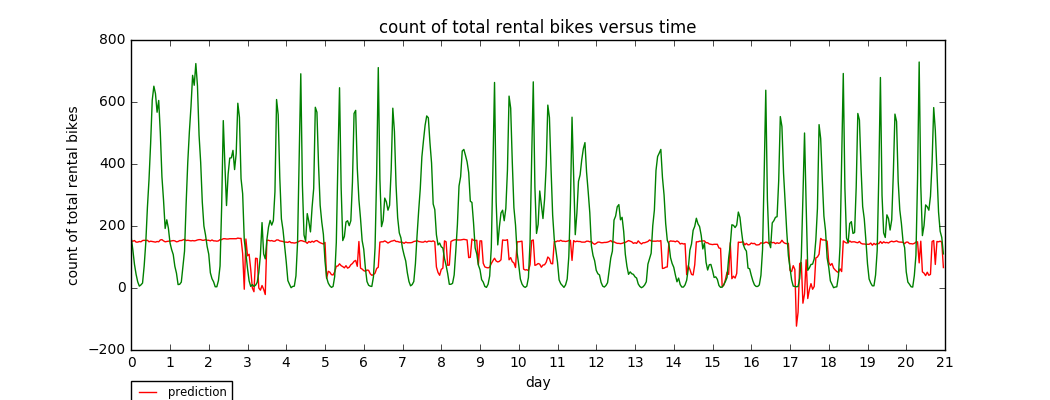 count of total rental bikes versus time
800
600
400
200
0
−200
count of total rental bikes
0 1 2 3 4 5 6 7 8 9 10 11 12 13 14 15 16 17 18 19 20 21
day
prediction